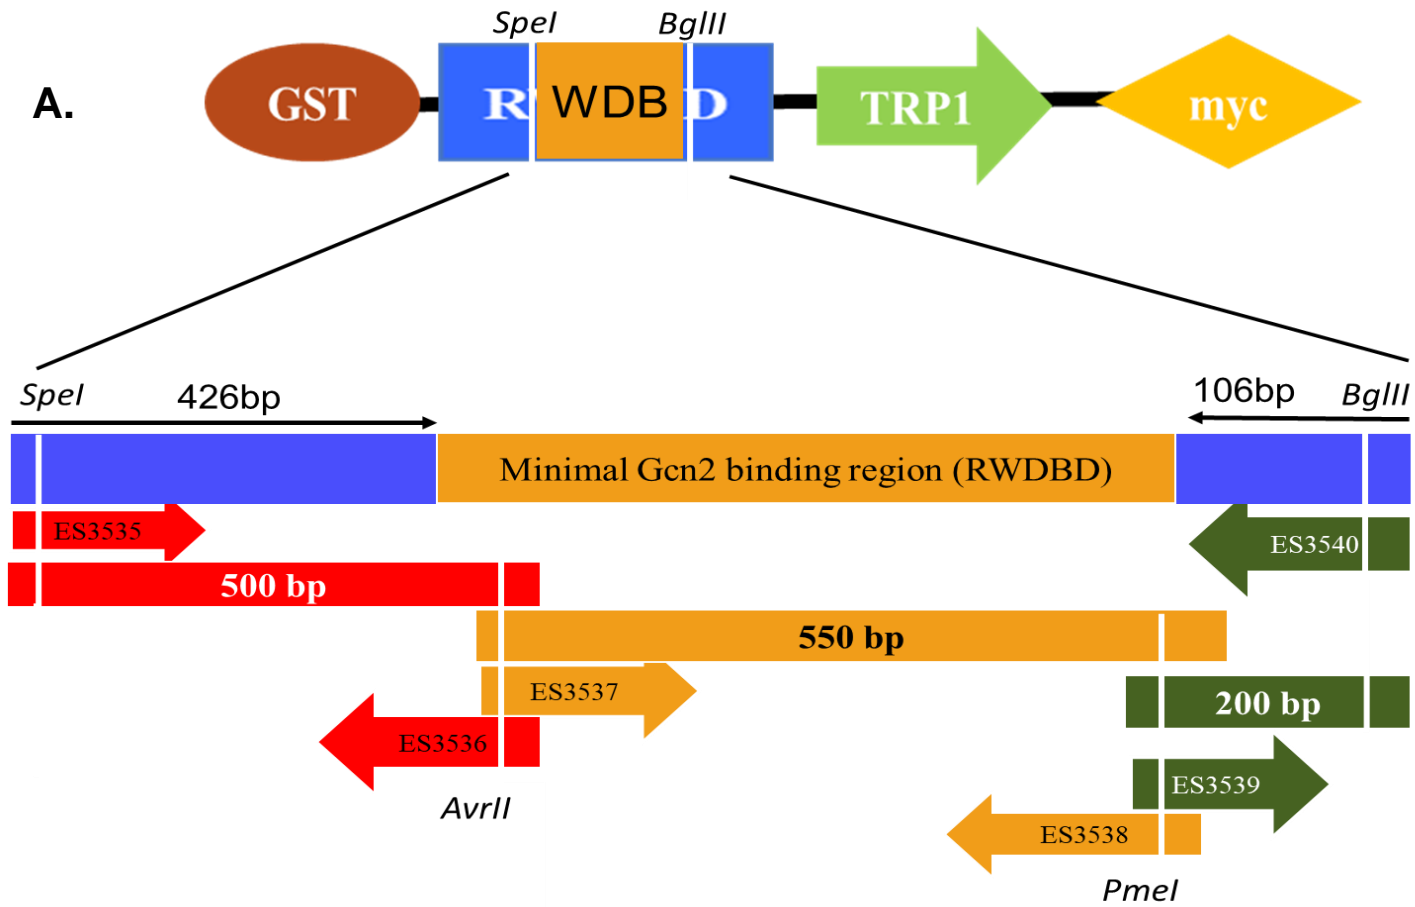 SpeI BglII
A. GST R WDB D TRP1 myc
SpeI 426bp 106bp BglII
Minimal Gcn2 binding region (RWDBD)
ES3535 ES3540
500 bp
550 bp
ES3537 200 bp
ES3536
ES3539
AvrII ES3538
PmeI